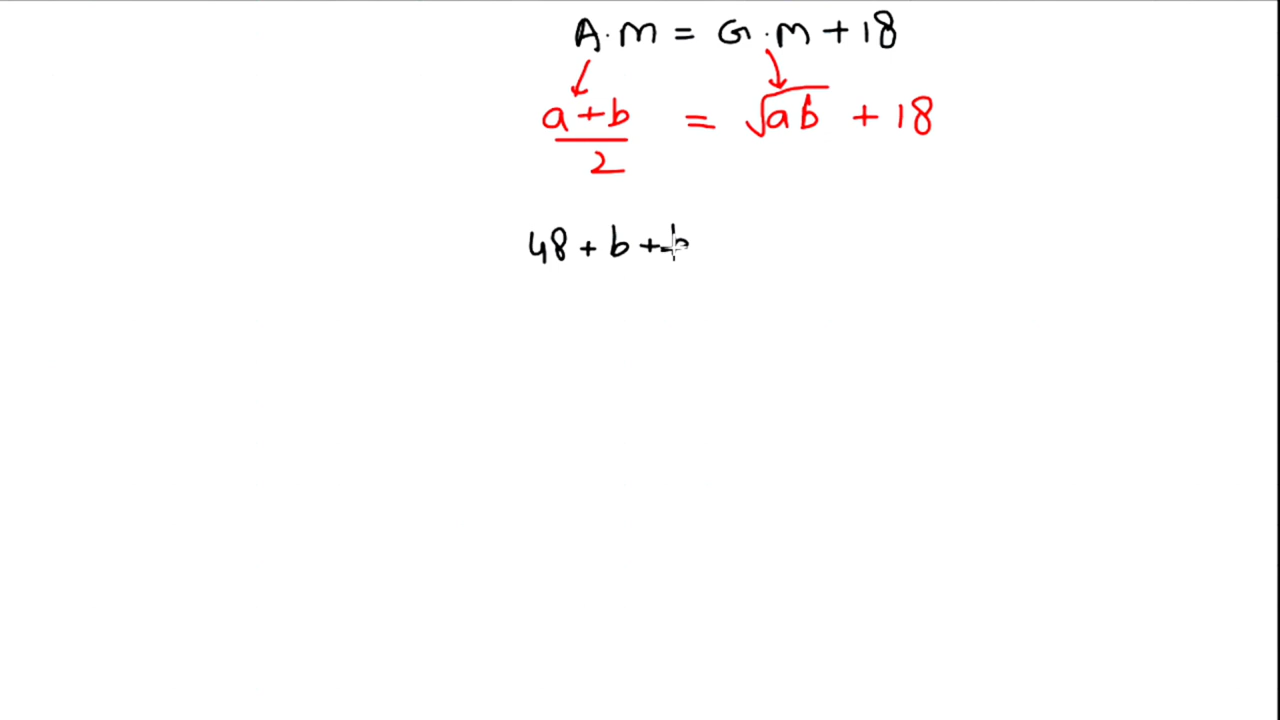 A.M = G.M + 18
a+b/2 = √ab + 18
48 + b + b